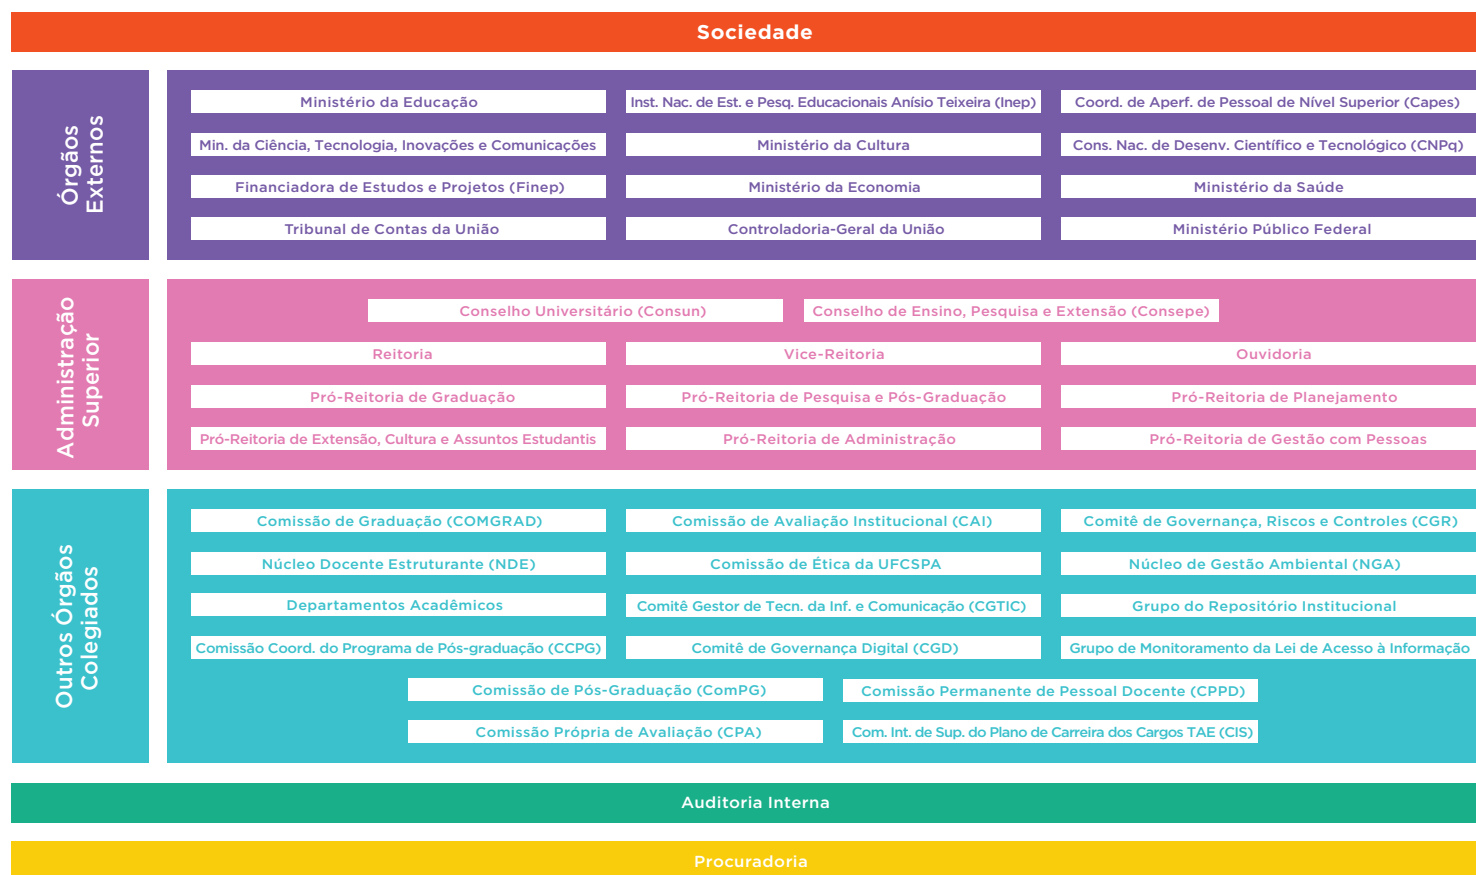 Sociedade
Órgãos
Externos
Ministério da Educação
Inst. Nac. de Est. e Pesq. Educacionais Anísio Teixeira (Inep)
Coord. de Aperf. de Pessoal de Nível Superior (Capes)
Min. da Ciência, Tecnologia, Inovações e Comunicações
Ministério da Cultura
Cons. Nac. de Desenv. Científico e Tecnológico (CNPq)
Financiadora de Estudos e Projetos (Finep)
Ministério da Economia
Ministério da Saúde
Tribunal de Contas da União
Controladoria-Geral da União
Ministério Público Federal
Administração
Superior
Conselho Universitário (Consun)
Conselho de Ensino, Pesquisa e Extensão (Consepe)
Reitoria
Vice-Reitoria
Ouvidoria
Pró-Reitoria de Graduação
Pró-Reitoria de Pesquisa e Pós-Graduação
Pró-Reitoria de Planejamento
Pró-Reitoria de Extensão, Cultura e Assuntos Estudantis
Pró-Reitoria de Administração
Pró-Reitoria de Gestão com Pessoas
Outros Órgãos
Colegiados
Comissão de Graduação (COMGRAD)
Comissão de Avaliação Institucional (CAI)
Comitê de Governança, Riscos e Controles (CGR)
Núcleo Docente Estruturante (NDE)
Comissão de Ética da UFCSPA
Núcleo de Gestão Ambiental (NGA)
Departamentos Acadêmicos
Comitê Gestor de Tecn. da Inf. e Comunicação (CGTIC)
Grupo do Repositório Institucional
Comissão Coord. do Programa de Pós-graduação (CCPG)
Comitê de Governança Digital (CGD)
Grupo de Monitoramento da Lei de Acesso à Informação
Comissão de Pós-Graduação (ComPG)
Comissão Permanente de Pessoal Docente (CPPD)
Comissão Própria de Avaliação (CPA)
Com. Int. de Sup. do Plano de Carreira dos Cargos TAE (CIS)
Auditoria Interna
Procuradoria